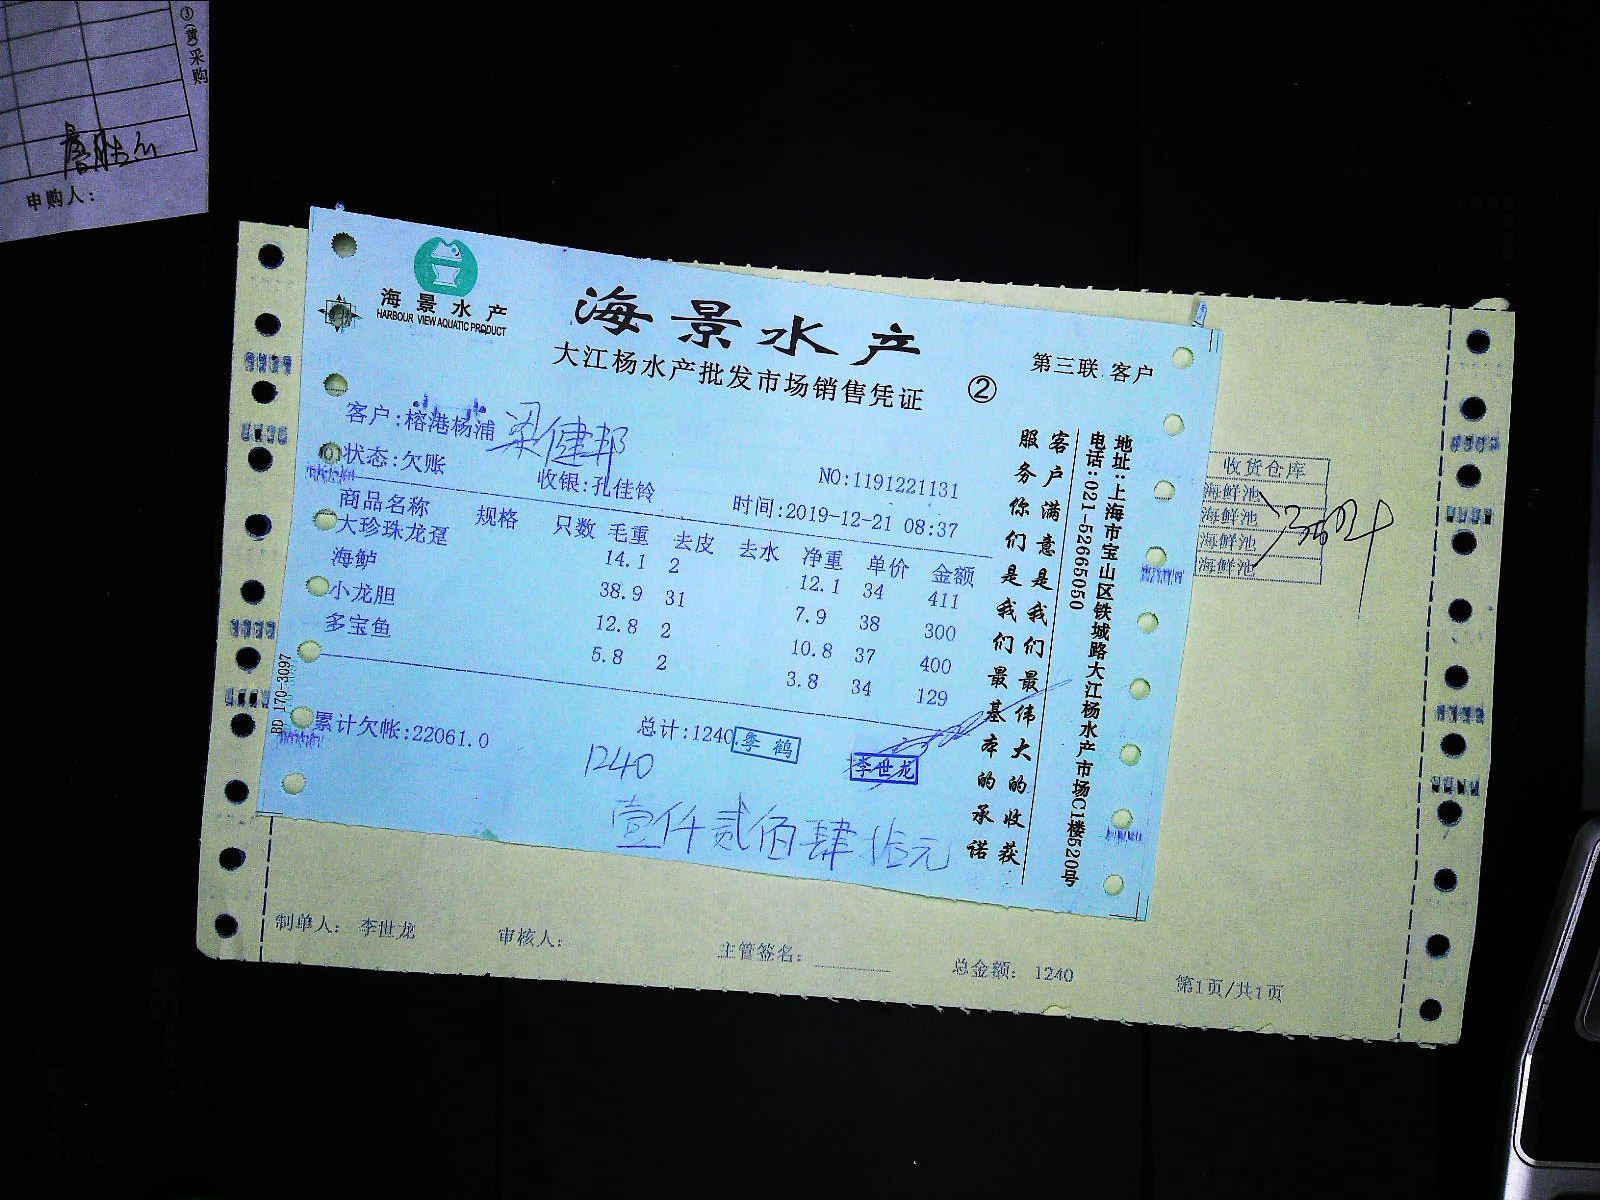 ③(黄)采购
申购人:
海景水产
HARBOUR VIEW AQUATIC PRODUCT
海景水产
大江杨水产批发市场销售凭证 ②
第三联 客户
客户:榕港杨浦 梁健邦
状态:欠账 收银:孔佳铃 NO:1191221131
时间:2019-12-21 08:37
商品名称 规格 只数 毛重 去皮 去水 净重 单价 金额
大珍珠龙趸 14.1 2 12.1 34 411
海鲈 38.9 31 7.9 38 300
小龙胆 12.8 2 10.8 37 400
多宝鱼 5.8 2 3.8 34 129
累计欠帐:22061.0 总计:1240.
季鹤
李世龙
1240
壹仟贰佰肆拾元
客户满意是我们最伟大的收获
服务你们是我们最基本的承诺
地址:上海市宝山区铁城路大江杨水产市场C1楼520号
电话:021-52665050
BD 170-3097
收货仓库
海鲜池
海鲜池
海鲜池
海鲜池
制单人: 李世龙 审核人: 主管签名: 总金额: 1240 第1页/共1页